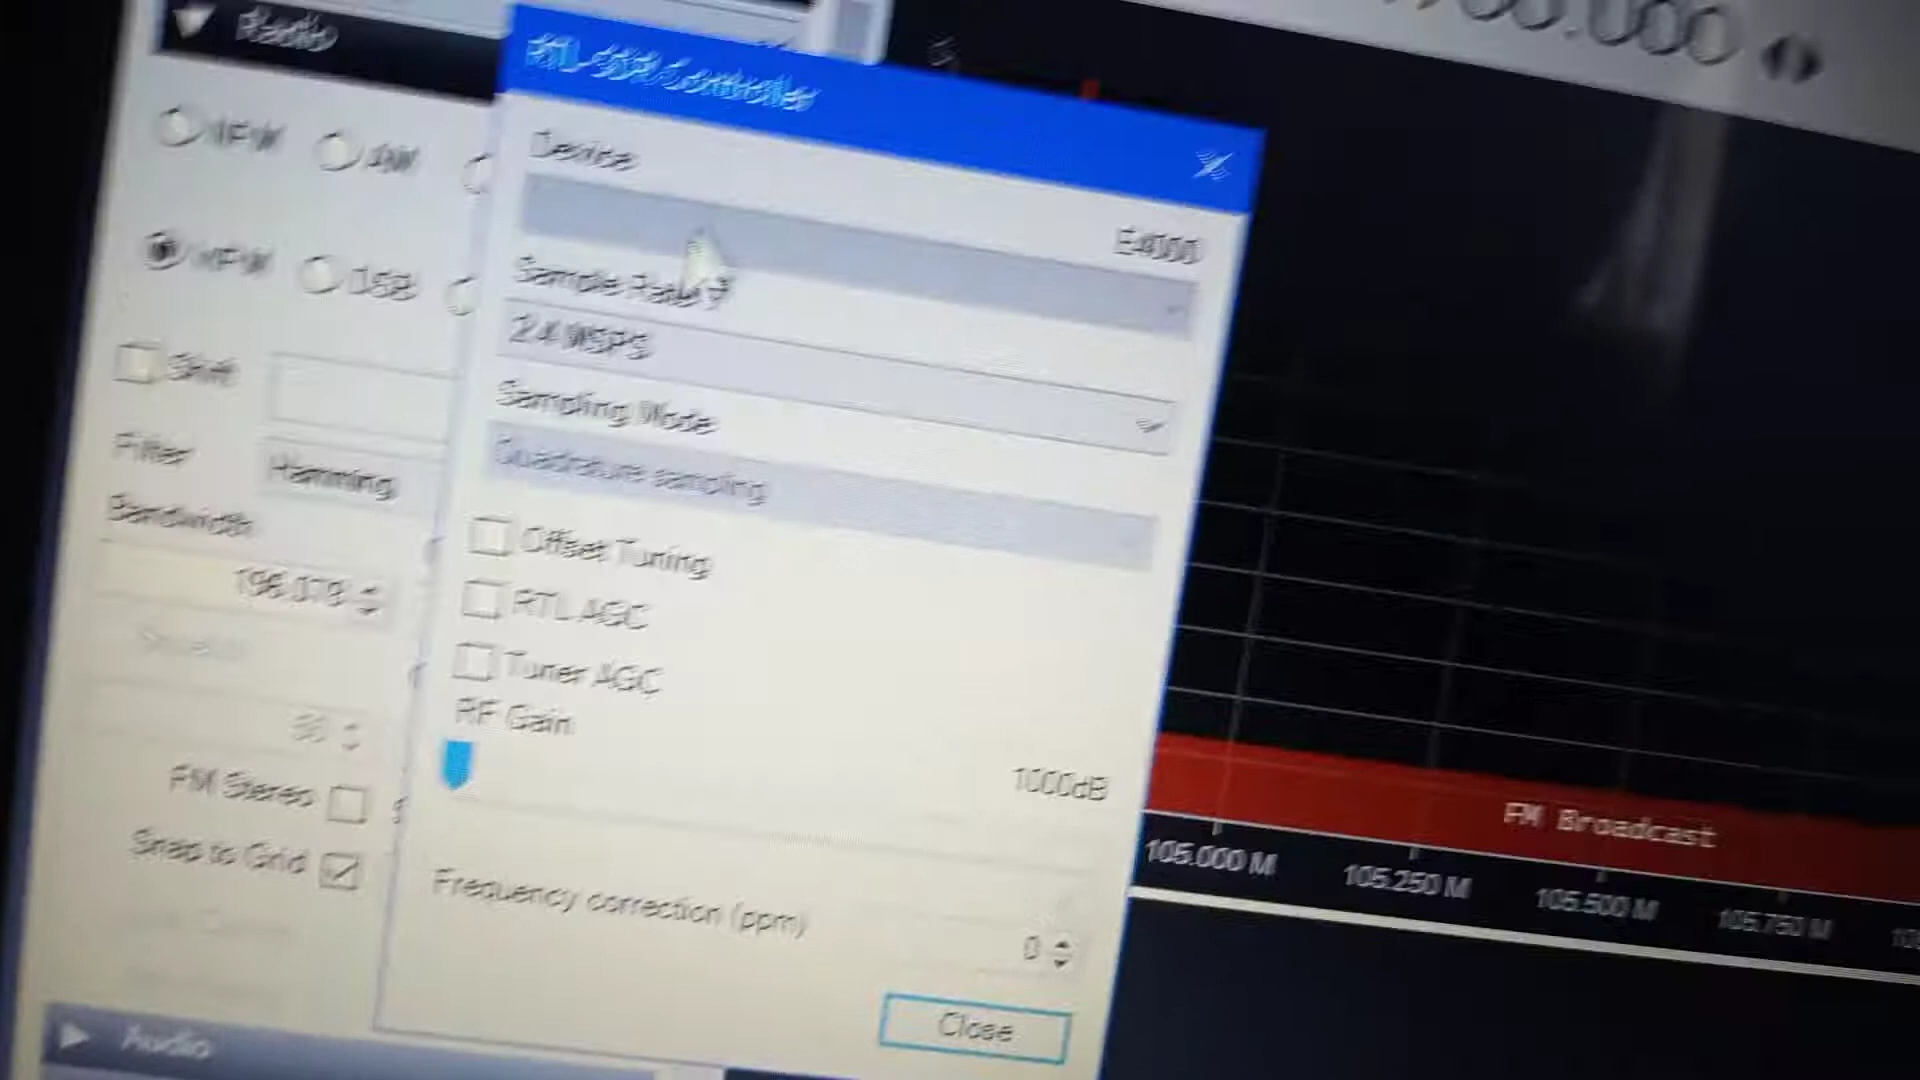 Radio
NFM
AM
WFM
DSB
Shift
Filter
Hamming
Bandwidth
FM Stereo
Snap to Grid
Audio
RTL-SDR Controller
Device
E4000
Sample Rate
2.4 MSPS
Sampling Mode
Quadrature sampling
Offset Tuning
RTL AGC
Tuner AGC
RF Gain
1000dB
Frequency correction (ppm)
0
Close
FM Broadcast
105.000 M
105.250 M
105.500 M
105.750 M